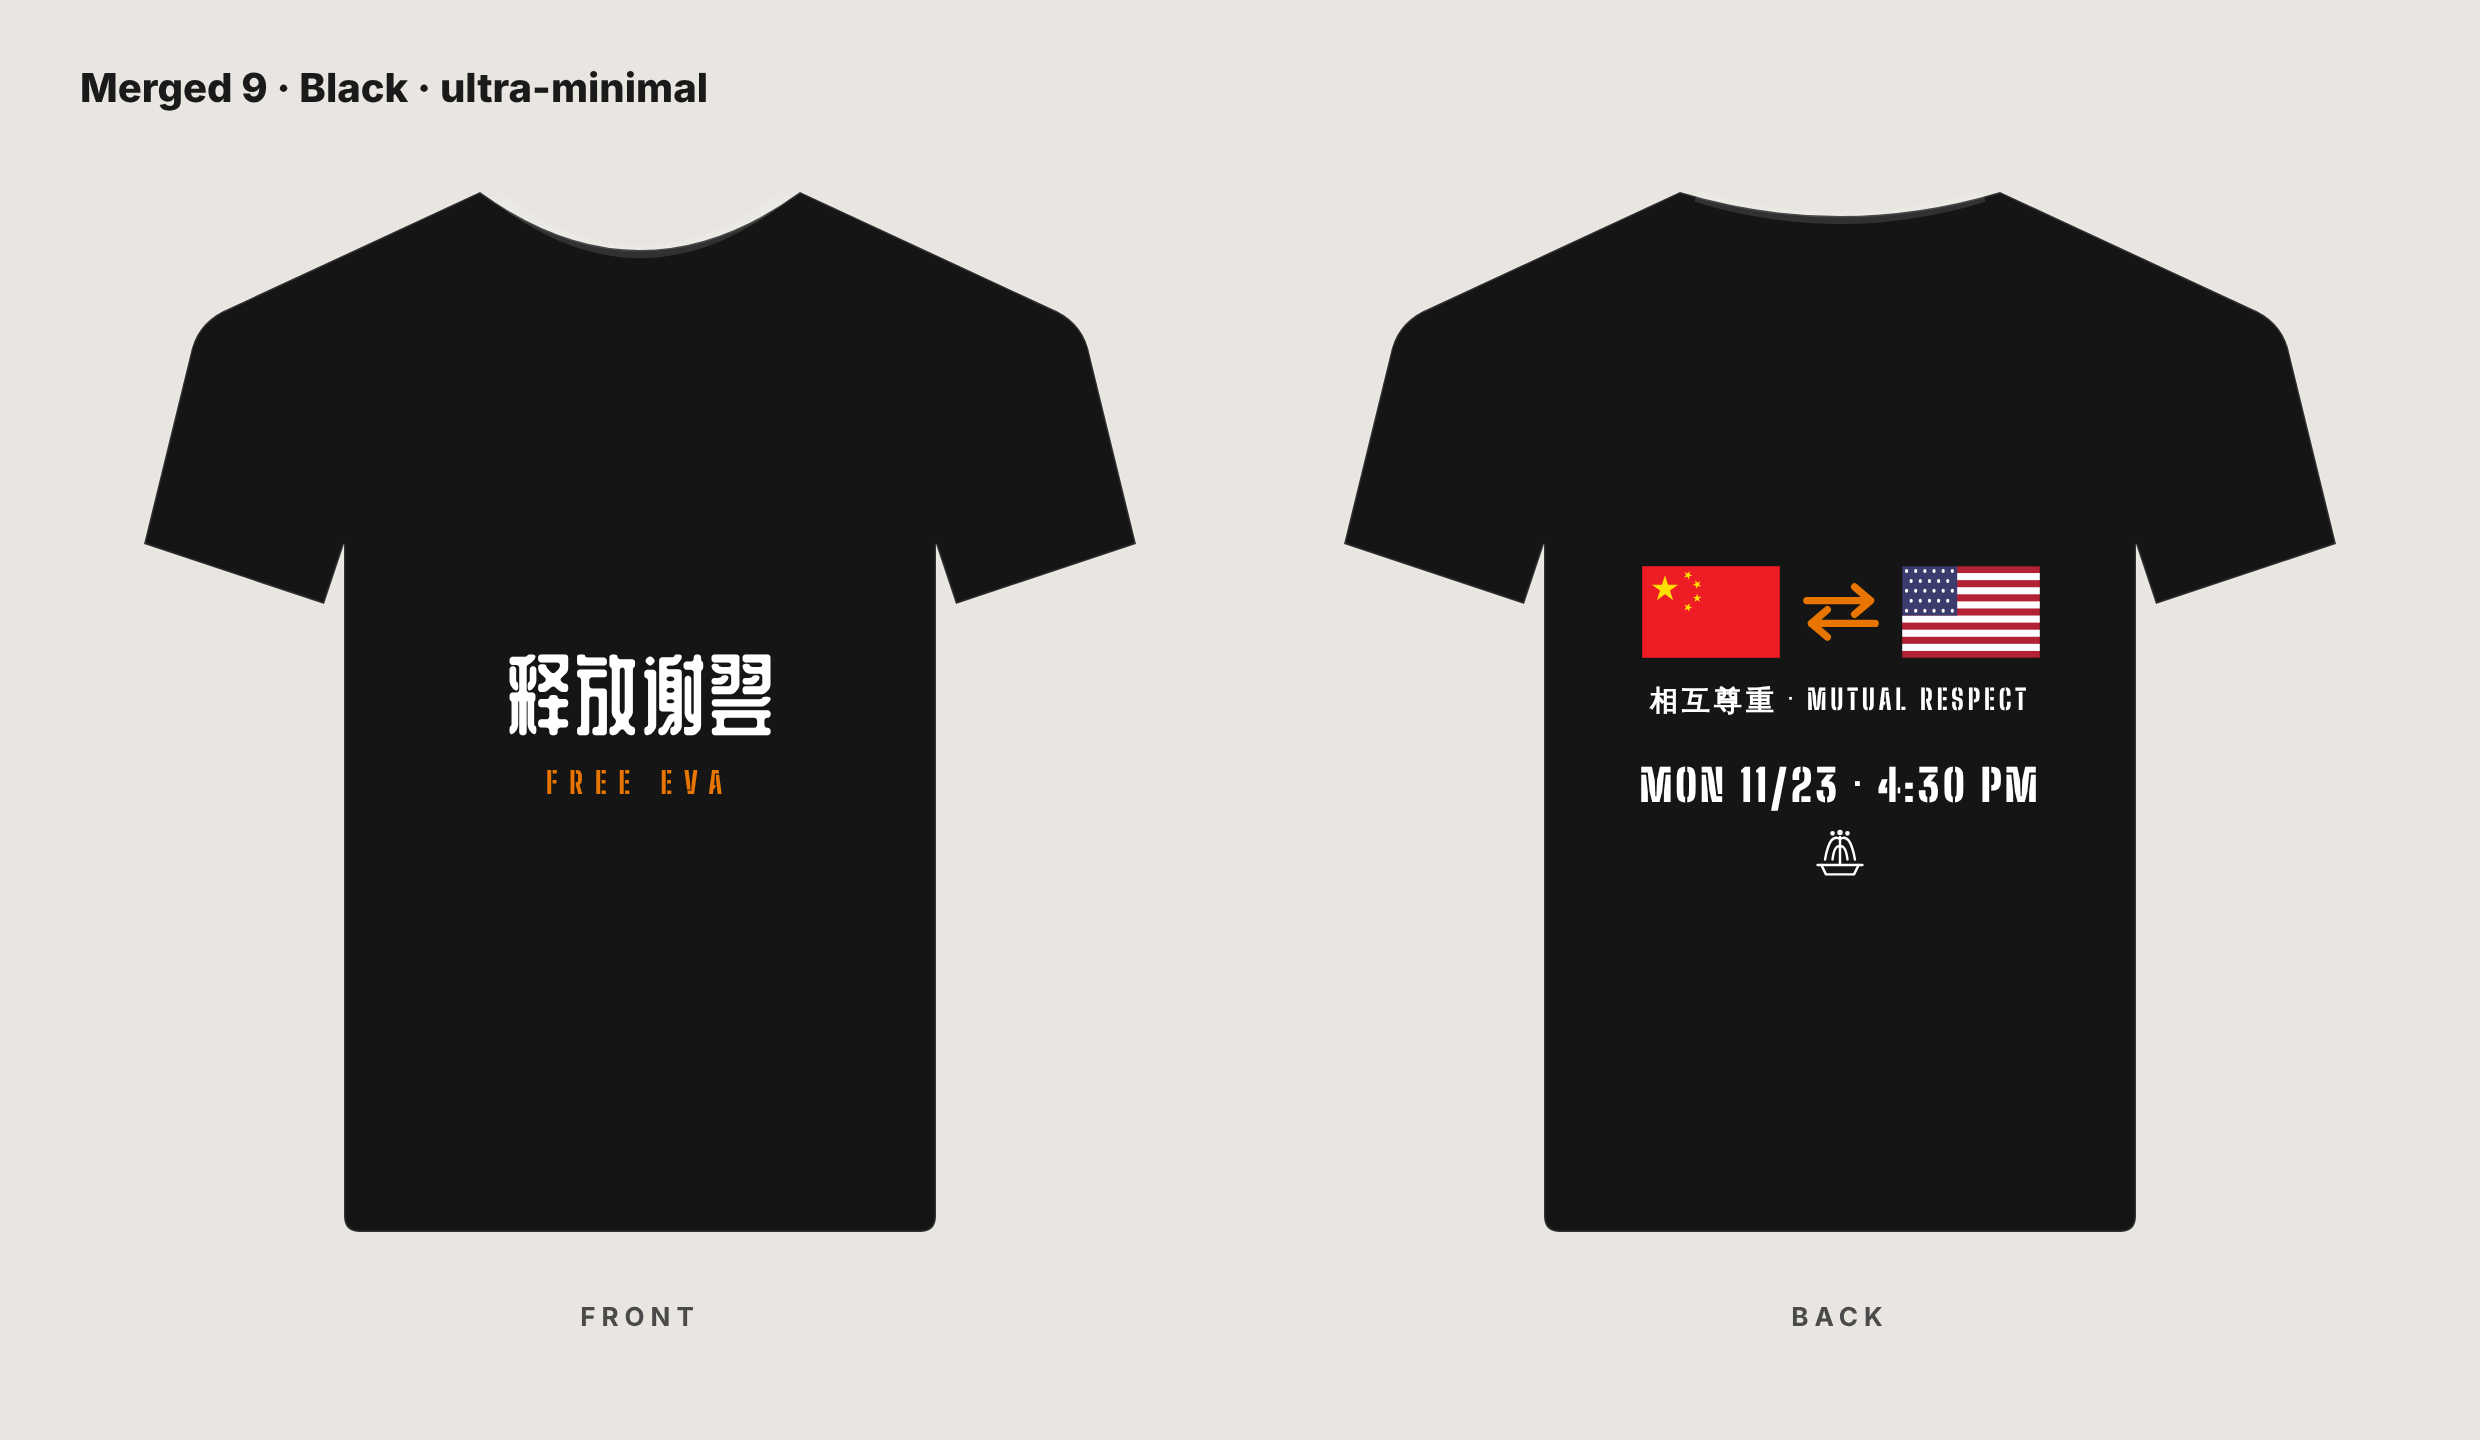 Merged 9 · Black · ultra-minimal
释放谢翌
FREE EVA
相互尊重 · MUTUAL RESPECT
MON 11/23 · 4:30 PM
FRONT
BACK